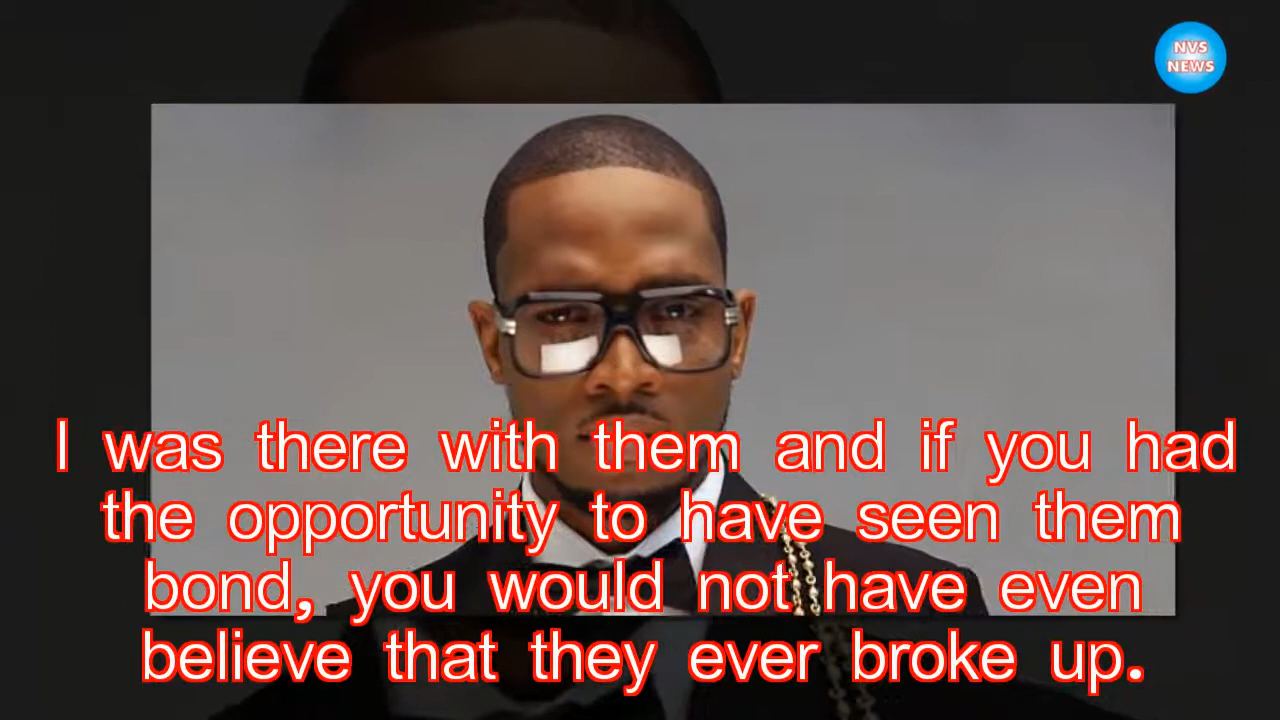 NVS
NEWS
I was there with them and if you had
the opportunity to have seen them
bond, you would not have even
believe that they ever broke up.